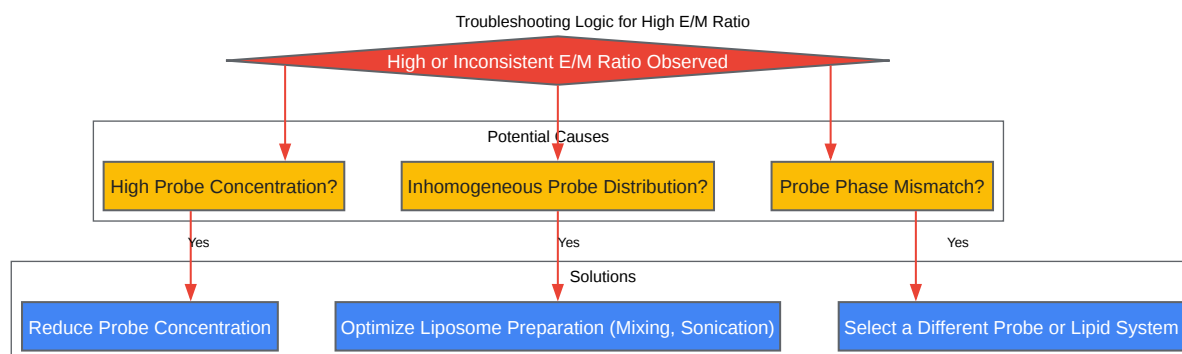 Troubleshooting Logic for High E/M Ratio
High or Inconsistent E/M Ratio Observed
Potential Causes
High Probe Concentration?
Inhomogeneous Probe Distribution?
Probe Phase Mismatch?
Yes
Yes
Yes
Solutions
Reduce Probe Concentration
Optimize Liposome Preparation (Mixing, Sonication)
Select a Different Probe or Lipid System